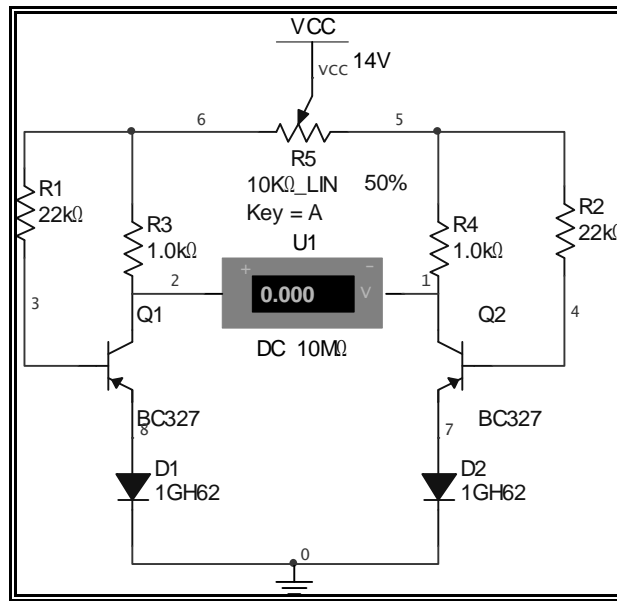 VCC
VCC 14V
6
5
R1
22kΩ
R3
1.0kΩ
R5
10KΩ_LIN 50%
Key = A
R4
1.0kΩ
R2
22kΩ
U1
+ -
0.000 V
DC 10MΩ
2
1
3
4
Q1
Q2
BC327
BC327
8
7
D1
1GH62
D2
1GH62
0